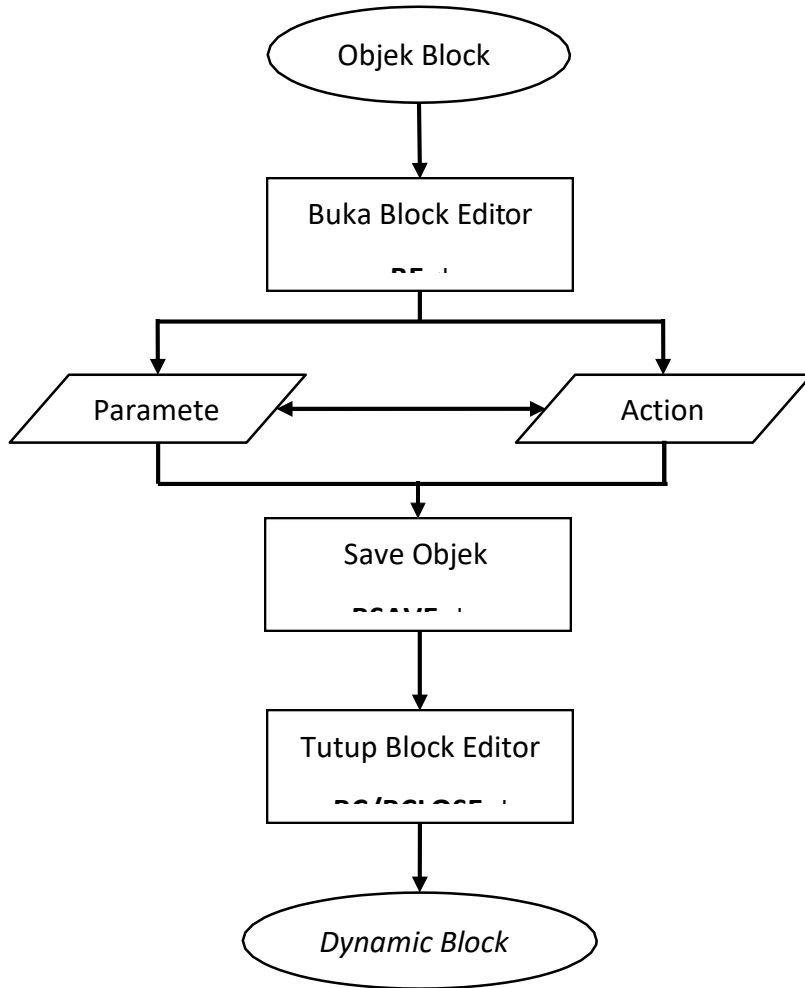 Objek Block
Buka Block Editor
Paramete
Action
Save Objek
Tutup Block Editor
Dynamic Block